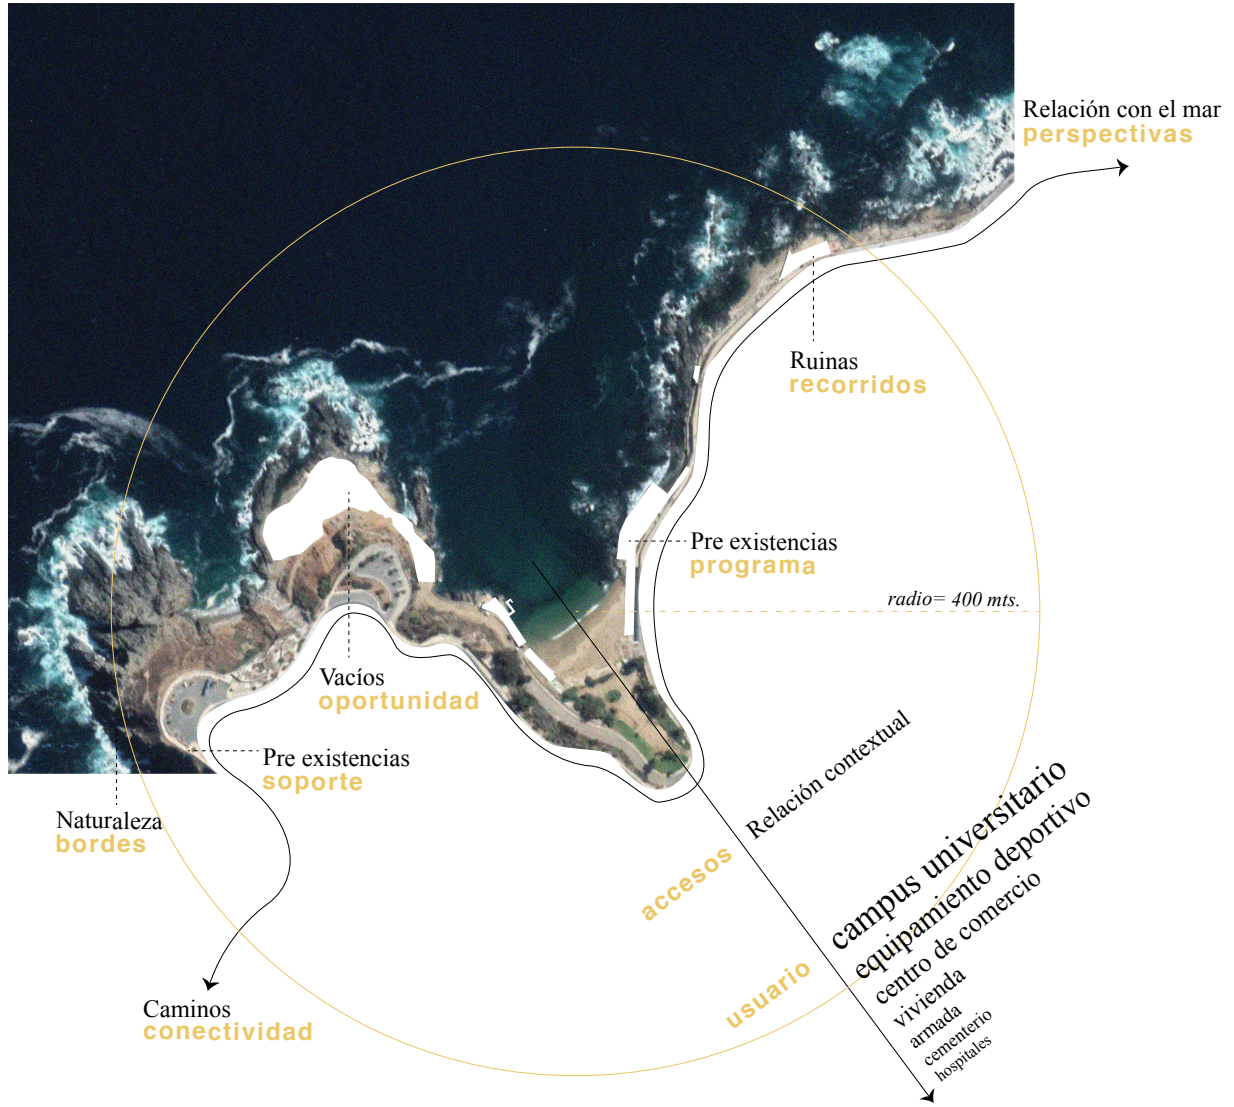 Relación con el mar
perspectivas
Ruinas
recorridos
Pre existencias
programa
radio= 400 mts.
Vacíos
oportunidad
Pre existencias
soporte
Naturaleza
bordes
Caminos
conectividad
Relación contextual
accesos
usuario
campus universitario
equipamiento deportivo
centro de comercio
vivienda
armada
cementerio
hospitales